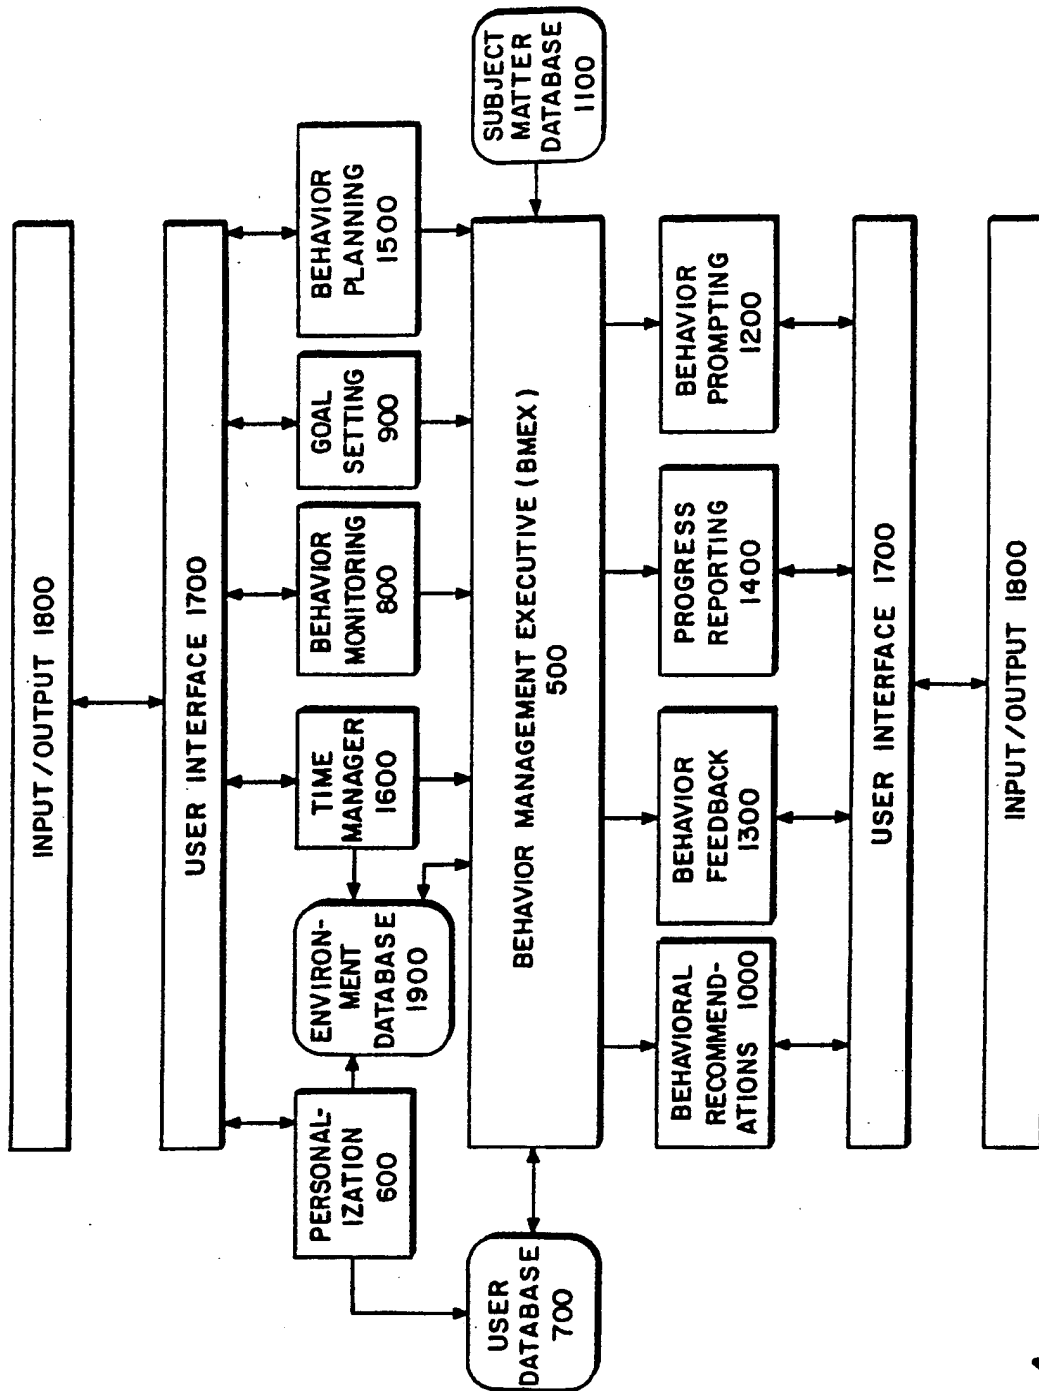 INPUT/OUTPUT 1800
USER INTERFACE 1700
PERSONAL-
IZATION
600
ENVIRON-
MENT
DATABASE
1900
TIME
MANAGER
1600
BEHAVIOR
MONITORING
800
GOAL
SETTING
900
BEHAVIOR
PLANNING
1500
USER
DATABASE
700
BEHAVIOR MANAGEMENT EXECUTIVE (BMEX)
500
SUBJECT
MATTER
DATABASE
1100
BEHAVIORAL
RECOMMEND-
ATIONS 1000
BEHAVIOR
FEEDBACK
1300
PROGRESS
REPORTING
1400
BEHAVIOR
PROMPTING
1200
USER INTERFACE 1700
INPUT/OUTPUT 1800